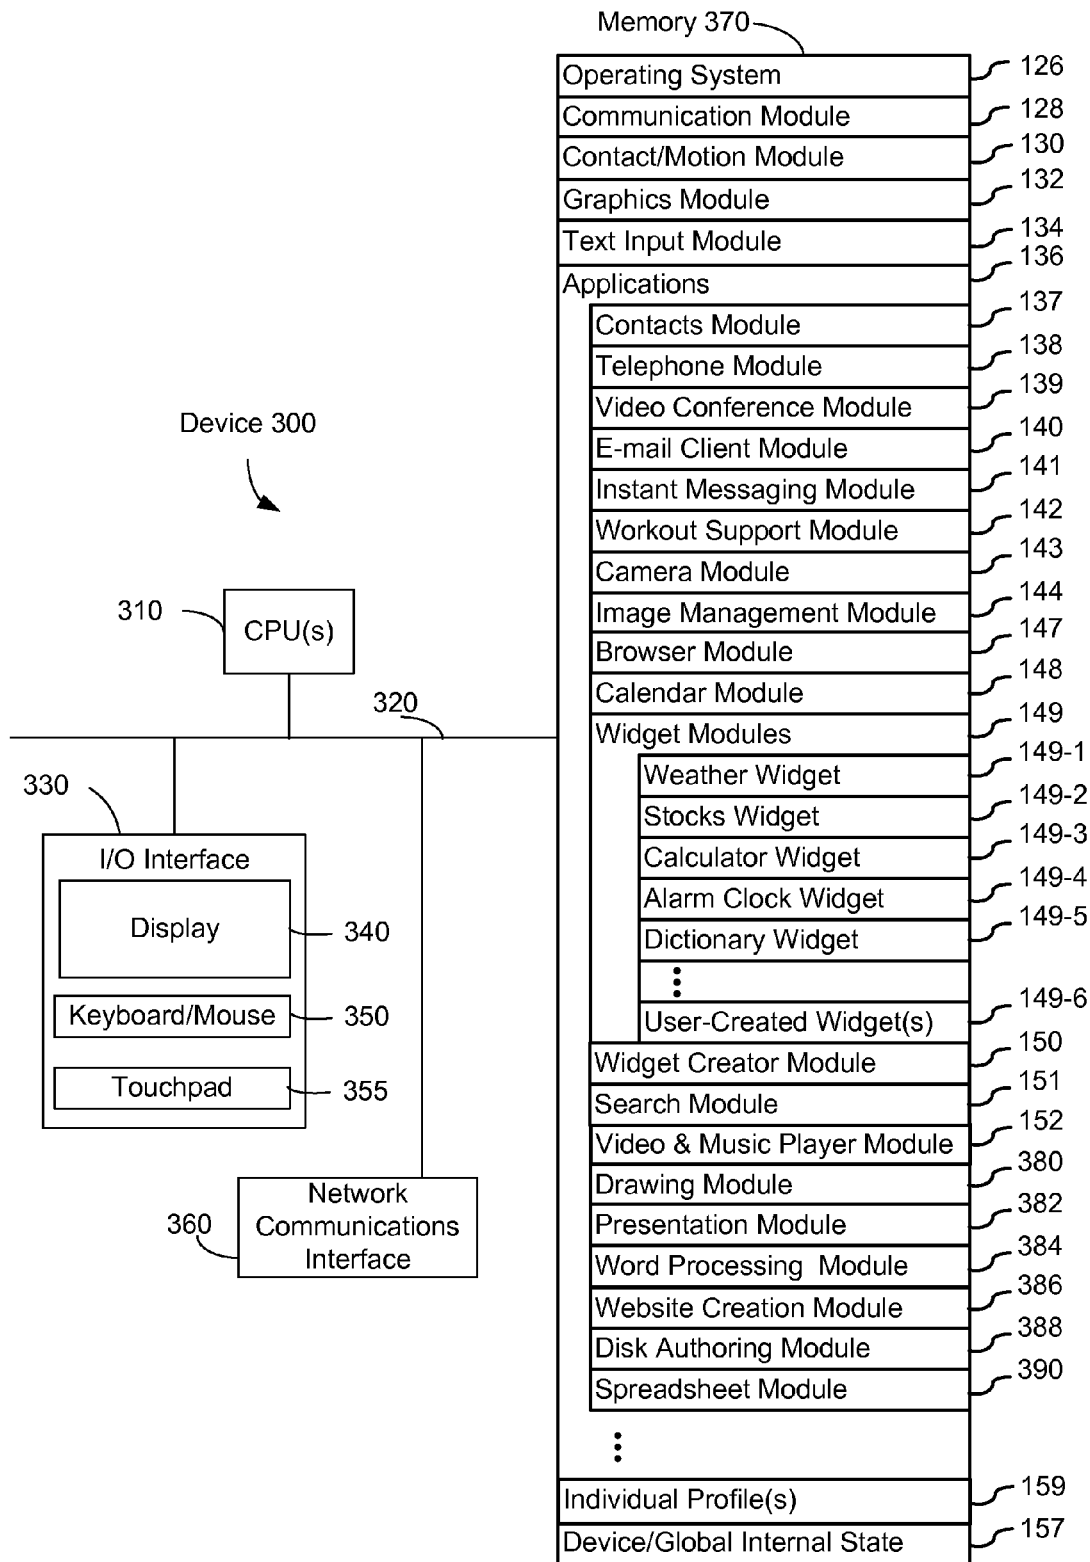 Memory 370
Operating System 126
Communication Module 128
Contact/Motion Module 130
Graphics Module 132
Text Input Module 134
Applications 136
Contacts Module 137
Telephone Module 138
Video Conference Module 139
E-mail Client Module 140
Instant Messaging Module 141
Workout Support Module 142
Camera Module 143
Image Management Module 144
Browser Module 147
Calendar Module 148
Widget Modules 149
Weather Widget 149-1
Stocks Widget 149-2
Calculator Widget 149-3
Alarm Clock Widget 149-4
Dictionary Widget 149-5
User-Created Widget(s) 149-6
Widget Creator Module 150
Search Module 151
Video & Music Player Module 152
Drawing Module 380
Presentation Module 382
Word Processing Module 384
Website Creation Module 386
Disk Authoring Module 388
Spreadsheet Module 390
Individual Profile(s) 159
Device/Global Internal State 157
Device 300
310
CPU(s)
320
330
I/O Interface
Display 340
Keyboard/Mouse 350
Touchpad 355
360
Network
Communications
Interface